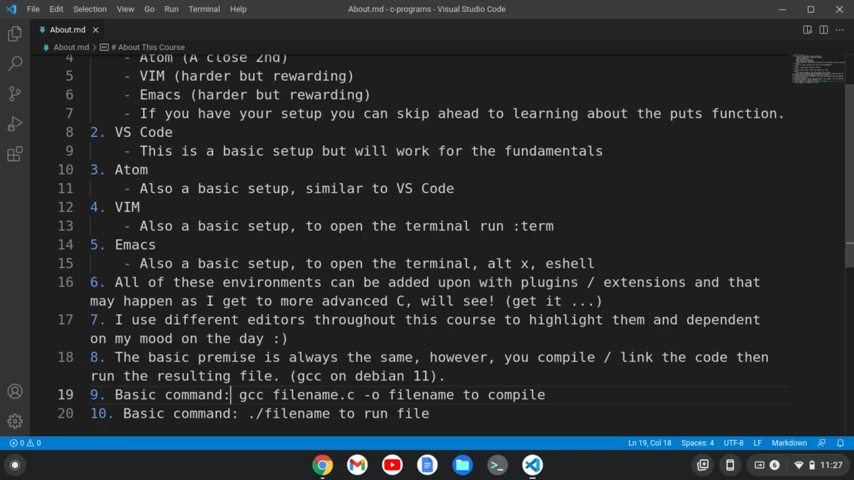 File Edit Selection View Go Run Terminal Help About.md - c-programs - Visual Studio Code
About.md
About.md > # About This Course
4 - Atom (A close 2nd)
5 - VIM (harder but rewarding)
6 - Emacs (harder but rewarding)
7 - If you have your setup you can skip ahead to learning about the puts function.
8 2. VS Code
9 - This is a basic setup but will work for the fundamentals
10 3. Atom
11 - Also a basic setup, similar to VS Code
12 4. VIM
13 - Also a basic setup, to open the terminal run :term
14 5. Emacs
15 - Also a basic setup, to open the terminal, alt x, eshell
16 6. All of these environments can be added upon with plugins / extensions and that
may happen as I get to more advanced C, will see! (get it ...)
17 7. I use different editors throughout this course to highlight them and dependent
on my mood on the day :)
18 8. The basic premise is always the same, however, you compile / link the code then
run the resulting file. (gcc on debian 11).
19 9. Basic command: gcc filename.c -o filename to compile
20 10. Basic command: ./filename to run file
0 0 Ln 19, Col 18 Spaces: 4 UTF-8 LF Markdown
6 11:27